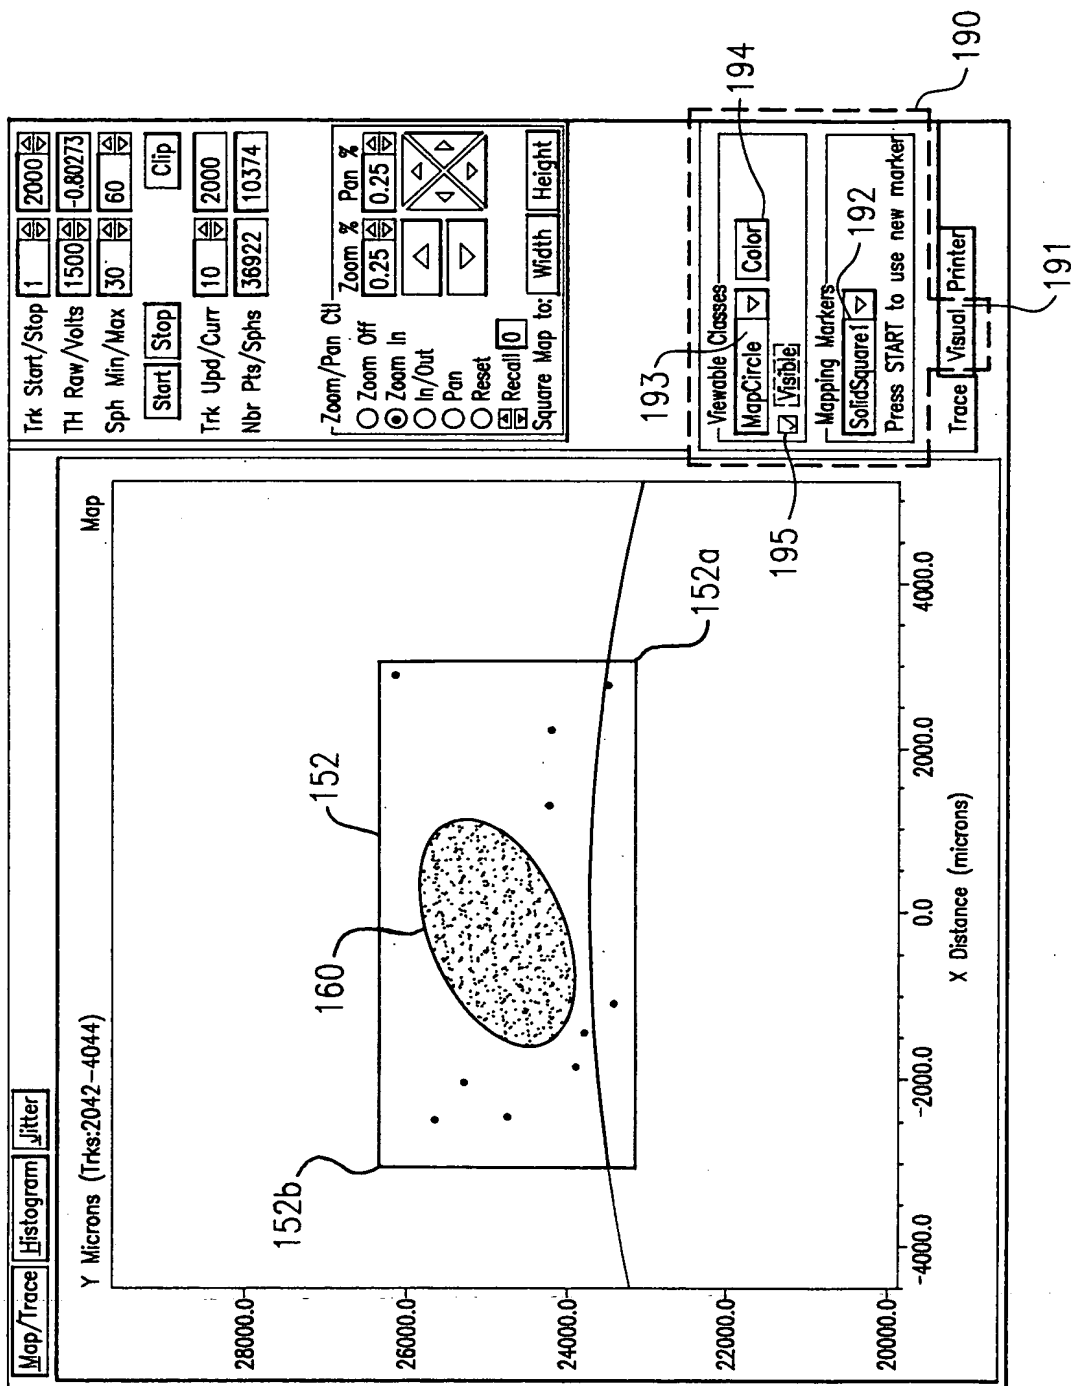 Map/Trace Histogram Jitter
Y Microns (Trks:2042-4044) Map
28000.0
26000.0
24000.0
22000.0
20000.0
-4000.0 -2000.0 0.0 2000.0 4000.0
X Distance (microns)
152
152a
152b
160
Trk Start/Stop 1 2000
TH Raw/Volts 1500 -0.80273
Sph Min/Max 30 60
Start Stop Clip
Trk Upd/Curr 10 2000
Nbr Pts/Sphs 36922 10374
Zoom/Pan Ctl
Zoom % Pan %
Zoom Off 0.25 0.25
Zoom In
In/Out
Pan
Reset
Recall 0
Square Map to: Width Height
Viewable Classes
MapCircle Color
Visible
Mapping Markers
SolidSquare1
Press START to use new marker
Trace Visual Printer
193
194
195
192
190
191